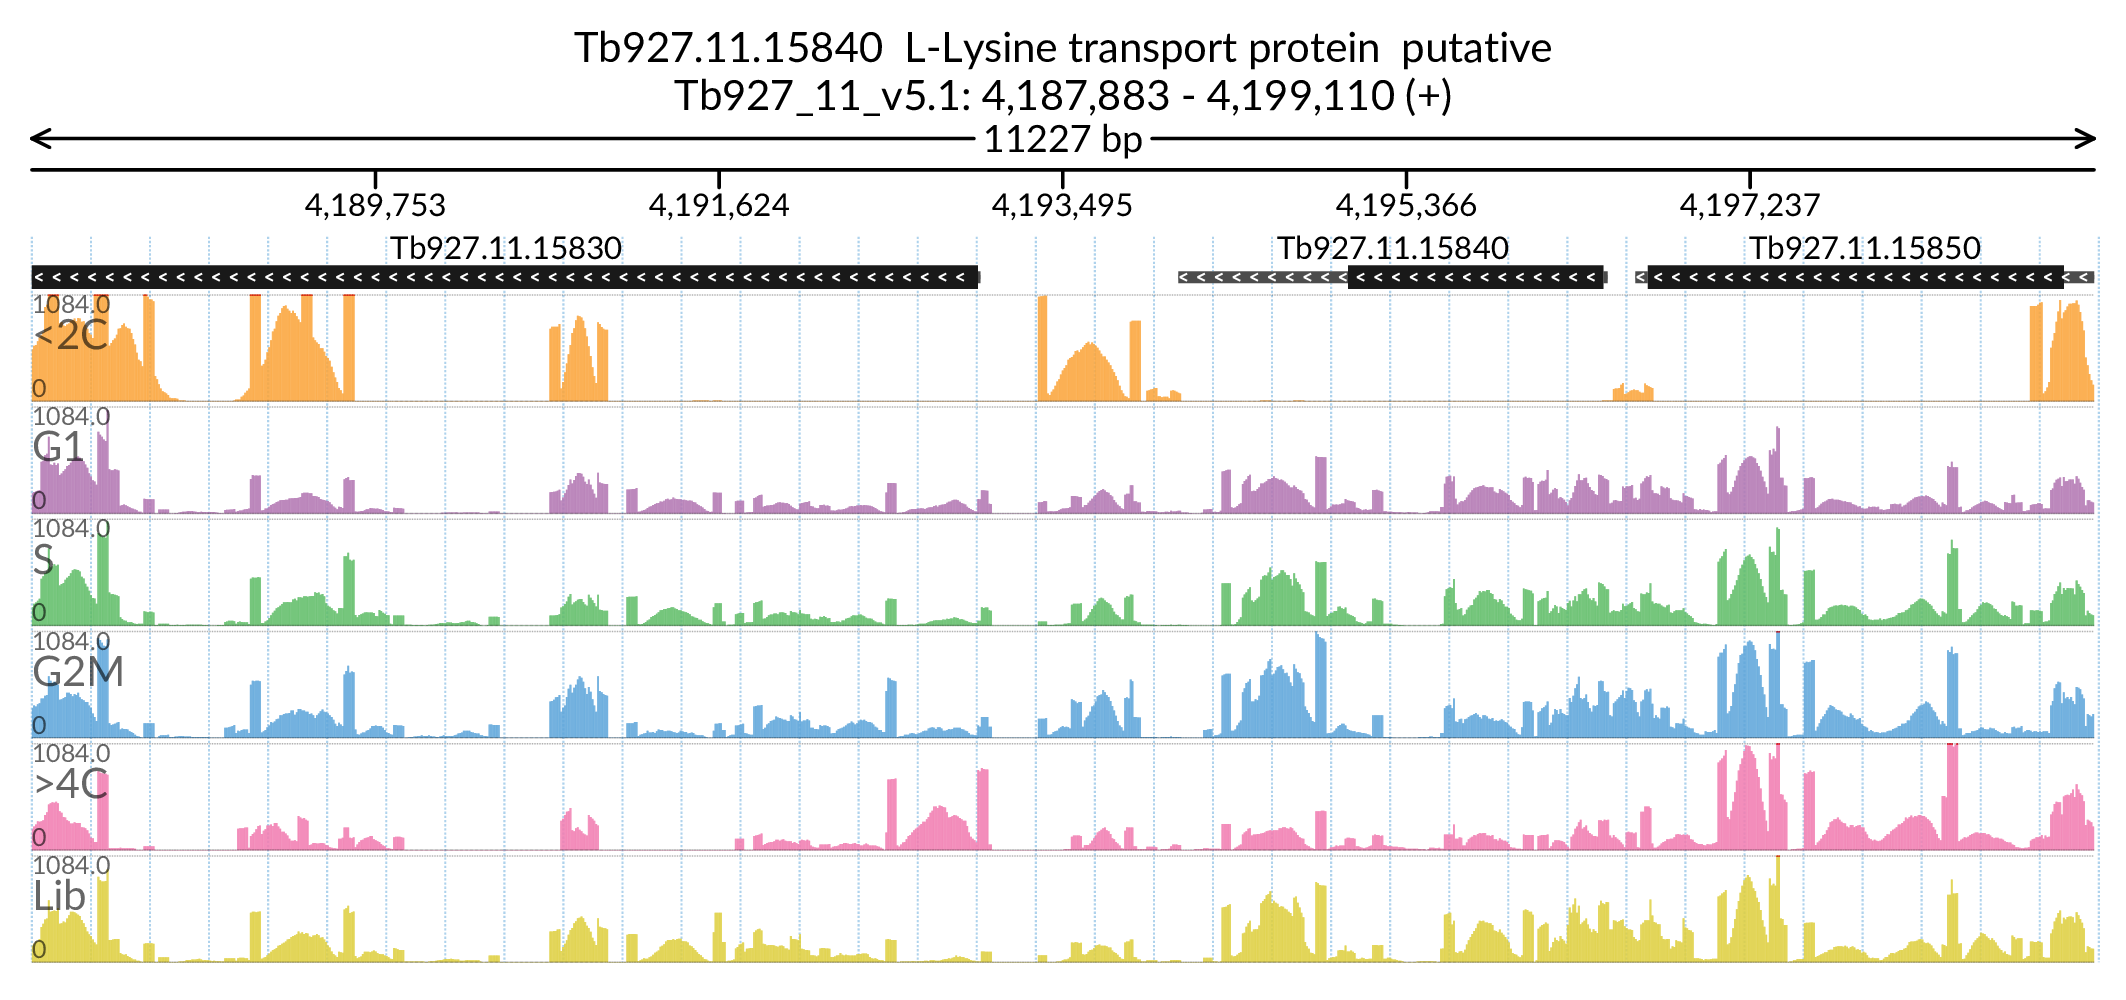 Tb927.11.15840 L-Lysine transport protein putative
Tb927_11_v5.1: 4,187,883 - 4,199,110 (+)
11227 bp
4,189,753 4,191,624 4,193,495 4,195,366 4,197,237
Tb927.11.15830 Tb927.11.15840 Tb927.11.15850
1084.0
<2C
0
1084.0
G1
0
1084.0
S
0
1084.0
G2M
0
1084.0
>4C
0
1084.0
Lib
0